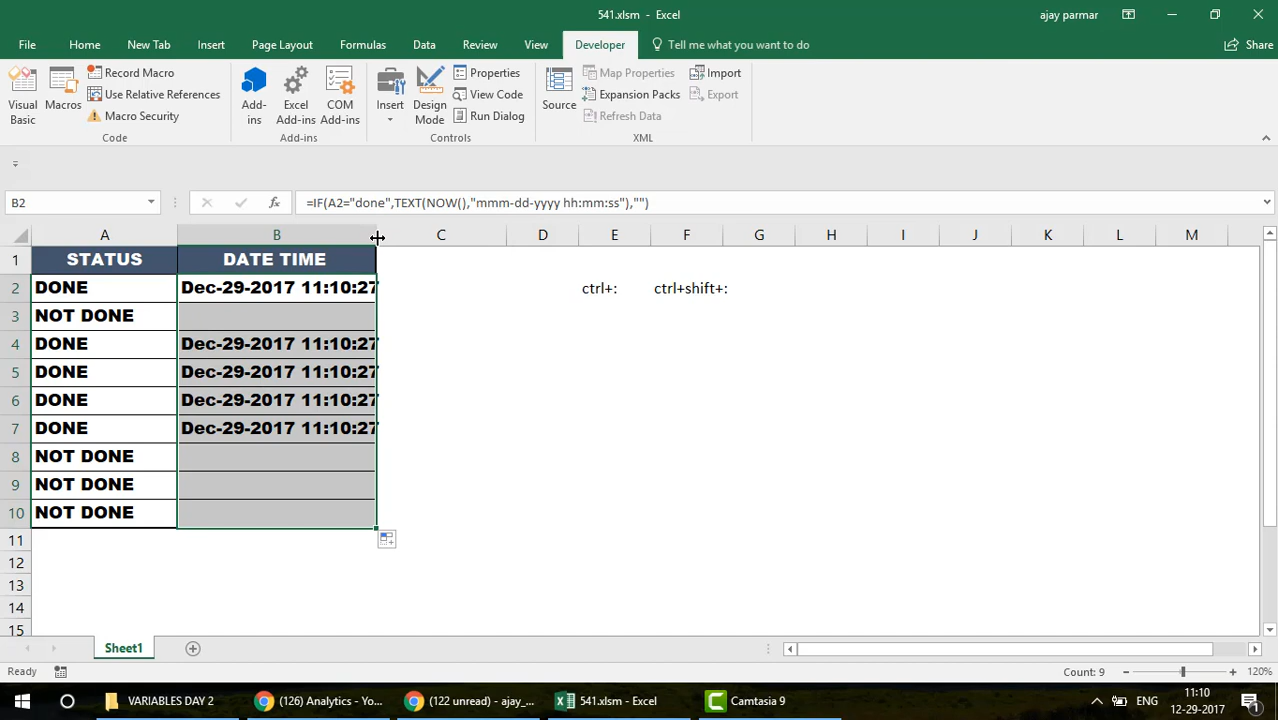 541.xlsm - Excel
ajay parmar
File Home New Tab Insert Page Layout Formulas Data Review View Developer Tell me what you want to do Share
Visual Basic
Macros
Record Macro
Use Relative References
Macro Security
Code
Add-ins
Excel Add-ins
COM Add-ins
Add-ins
Insert
Design Mode
Properties
View Code
Run Dialog
Controls
Source
Map Properties
Expansion Packs
Refresh Data
Import
Export
XML
B2
fx
=IF(A2="done",TEXT(NOW(),"mmm-dd-yyyy hh:mm:ss"),"")
A B C D E F G H I J K L M
1 STATUS DATE TIME
2 DONE Dec-29-2017 11:10:27 ctrl+: ctrl+shift+:
3 NOT DONE
4 DONE Dec-29-2017 11:10:27
5 DONE Dec-29-2017 11:10:27
6 DONE Dec-29-2017 11:10:27
7 DONE Dec-29-2017 11:10:27
8 NOT DONE
9 NOT DONE
10 NOT DONE
11
12
13
14
15
Sheet1
Ready
Count: 9
120%
VARIABLES DAY 2
(126) Analytics - Yo...
(122 unread) - ajay_...
541.xlsm - Excel
Camtasia 9
ENG
11:10
12-29-2017
1